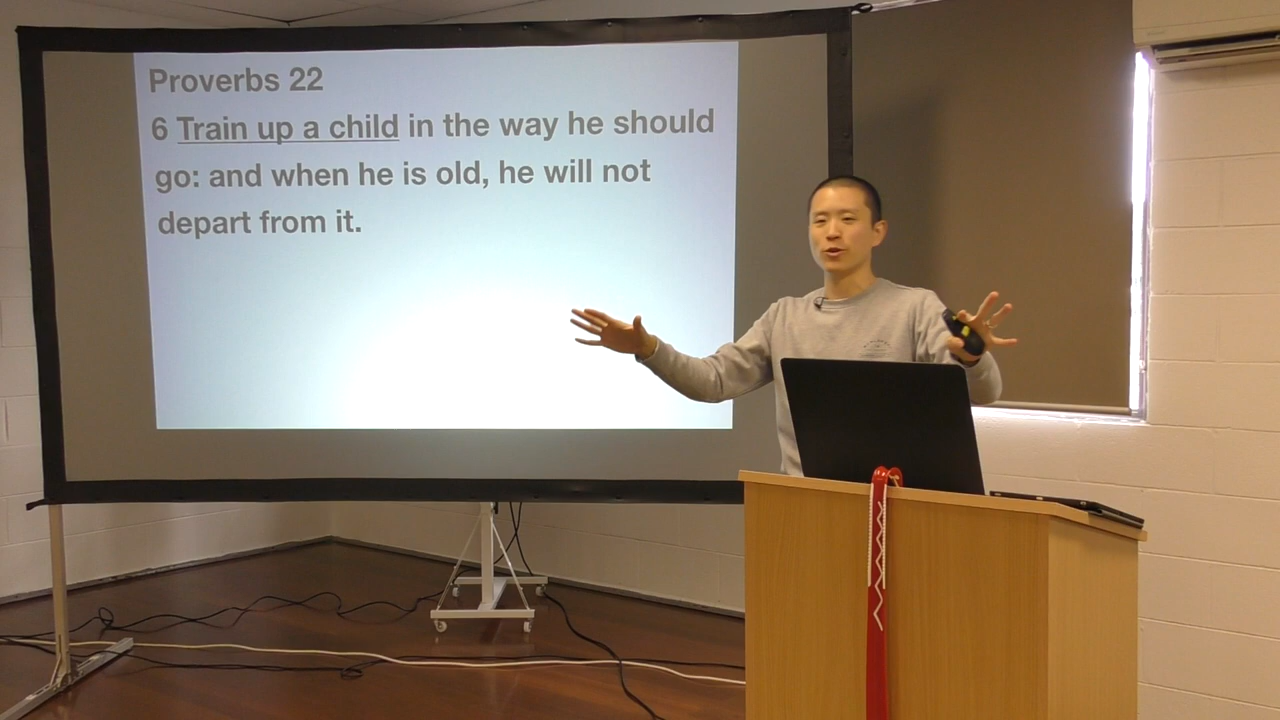 Proverbs 22
6 Train up a child in the way he should
go: and when he is old, he will not
depart from it.